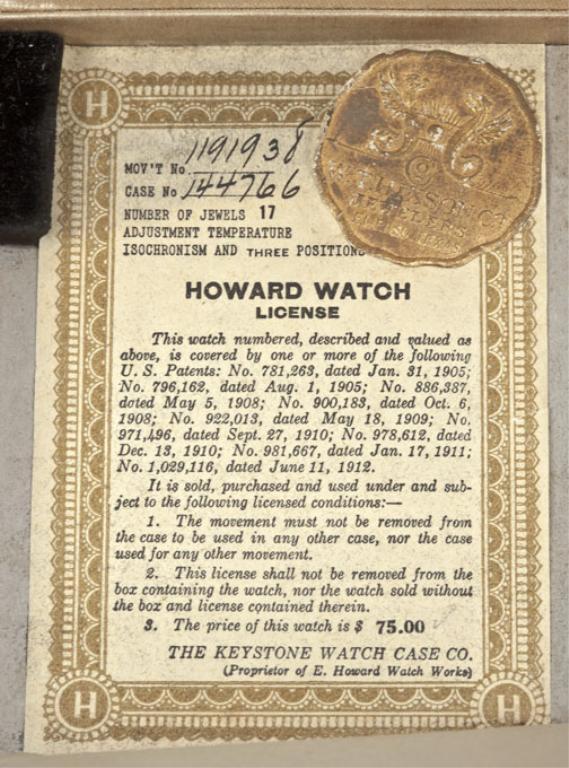 H
MOV'T No 1191938
CASE No 144766
NUMBER OF JEWELS 17
ADJUSTMENT TEMPERATURE
ISOCHRONISM AND THREE POSITIONS
HOWARD WATCH
LICENSE
This watch numbered, described and valued as
above, is covered by one or more of the following
U. S. Patents: No. 781,263, dated Jan. 31, 1905;
No. 796,162, dated Aug. 1, 1905; No. 886,387,
dated May 5, 1908; No. 900,183, dated Oct. 6,
1908; No. 922,013, dated May 18, 1909; No.
971,496, dated Sept. 27, 1910; No. 978,612, dated
Dec. 13, 1910; No. 981,667, dated Jan. 17, 1911;
No. 1,029,116, dated June 11, 1912.
It is sold, purchased and used under and sub-
ject to the following licensed conditions:—
1. The movement must not be removed from
the case to be used in any other case, nor the case
used for any other movement.
2. This license shall not be removed from the
box containing the watch, nor the watch sold without
the box and license contained therein.
3. The price of this watch is $ 75.00
THE KEYSTONE WATCH CASE CO.
(Proprietor of E. Howard Watch Works)
H H